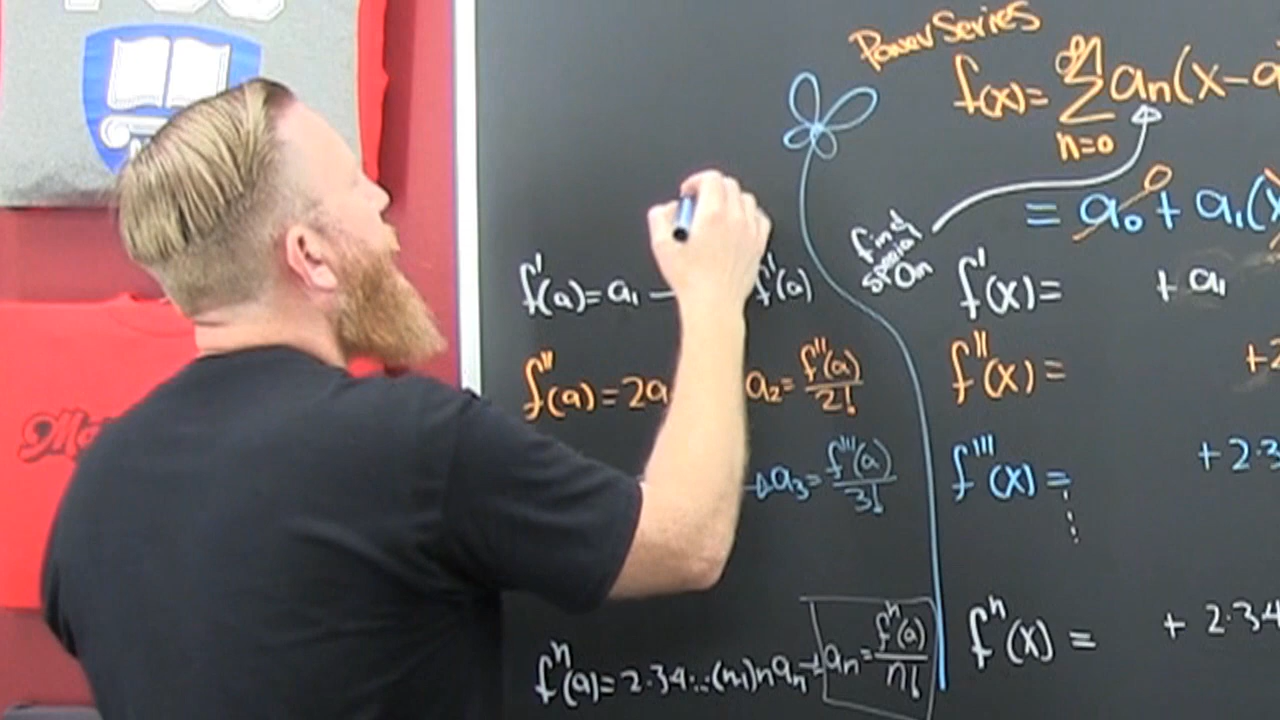 Power Series
f(x)= ∞ Σ n=0 an(x-a
= a0 + a1(x
find special an
f'(a)=a1 — f'(a)
f'(x)= + a1
f''(a)=2a a2= f''(a)/2!
f''(x)= +2
→a3= f'''(a)/3!
f'''(x)= +2·3
fⁿ(a)=2·3·4···(n-1)n an → an= fⁿ(a)/n!
fⁿ(x) = + 2·3·4